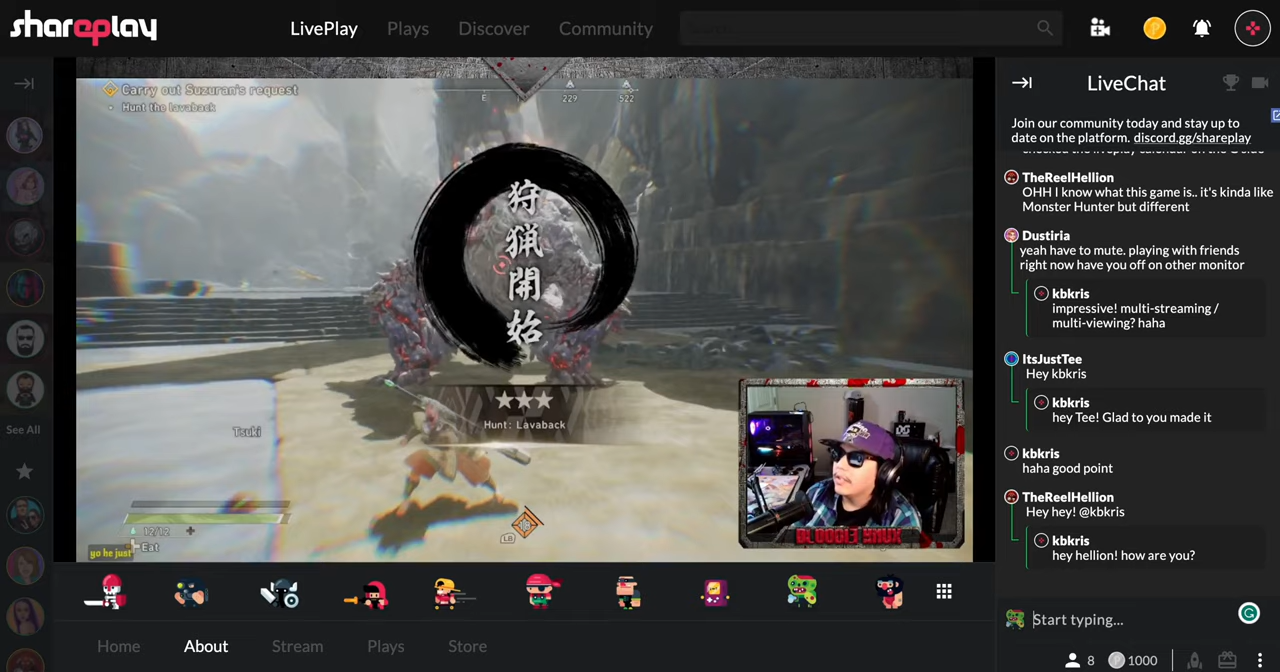 shareplay
LivePlay
Plays
Discover
Community
Carry out Suzuran's request
Hunt the lavaback
E
229
522
狩猟開始
Hunt: Lavaback
Tsuki
12/12
Eat
LB
yo he just
BLOODIE SMUX
DG
See All
Home
About
Stream
Plays
Store
LiveChat
Join our community today and stay up to
date on the platform. discord.gg/shareplay
TheReelHellion
OHH I know what this game is.. it's kinda like
Monster Hunter but different
Dustiria
yeah have to mute. playing with friends
right now have you off on other monitor
kbkris
impressive! multi-streaming /
multi-viewing? haha
ItsJustTee
Hey kbkris
kbkris
hey Tee! Glad to you made it
kbkris
haha good point
TheReelHellion
Hey hey! @kbkris
kbkris
hey hellion! how are you?
Start typing...
8
1000